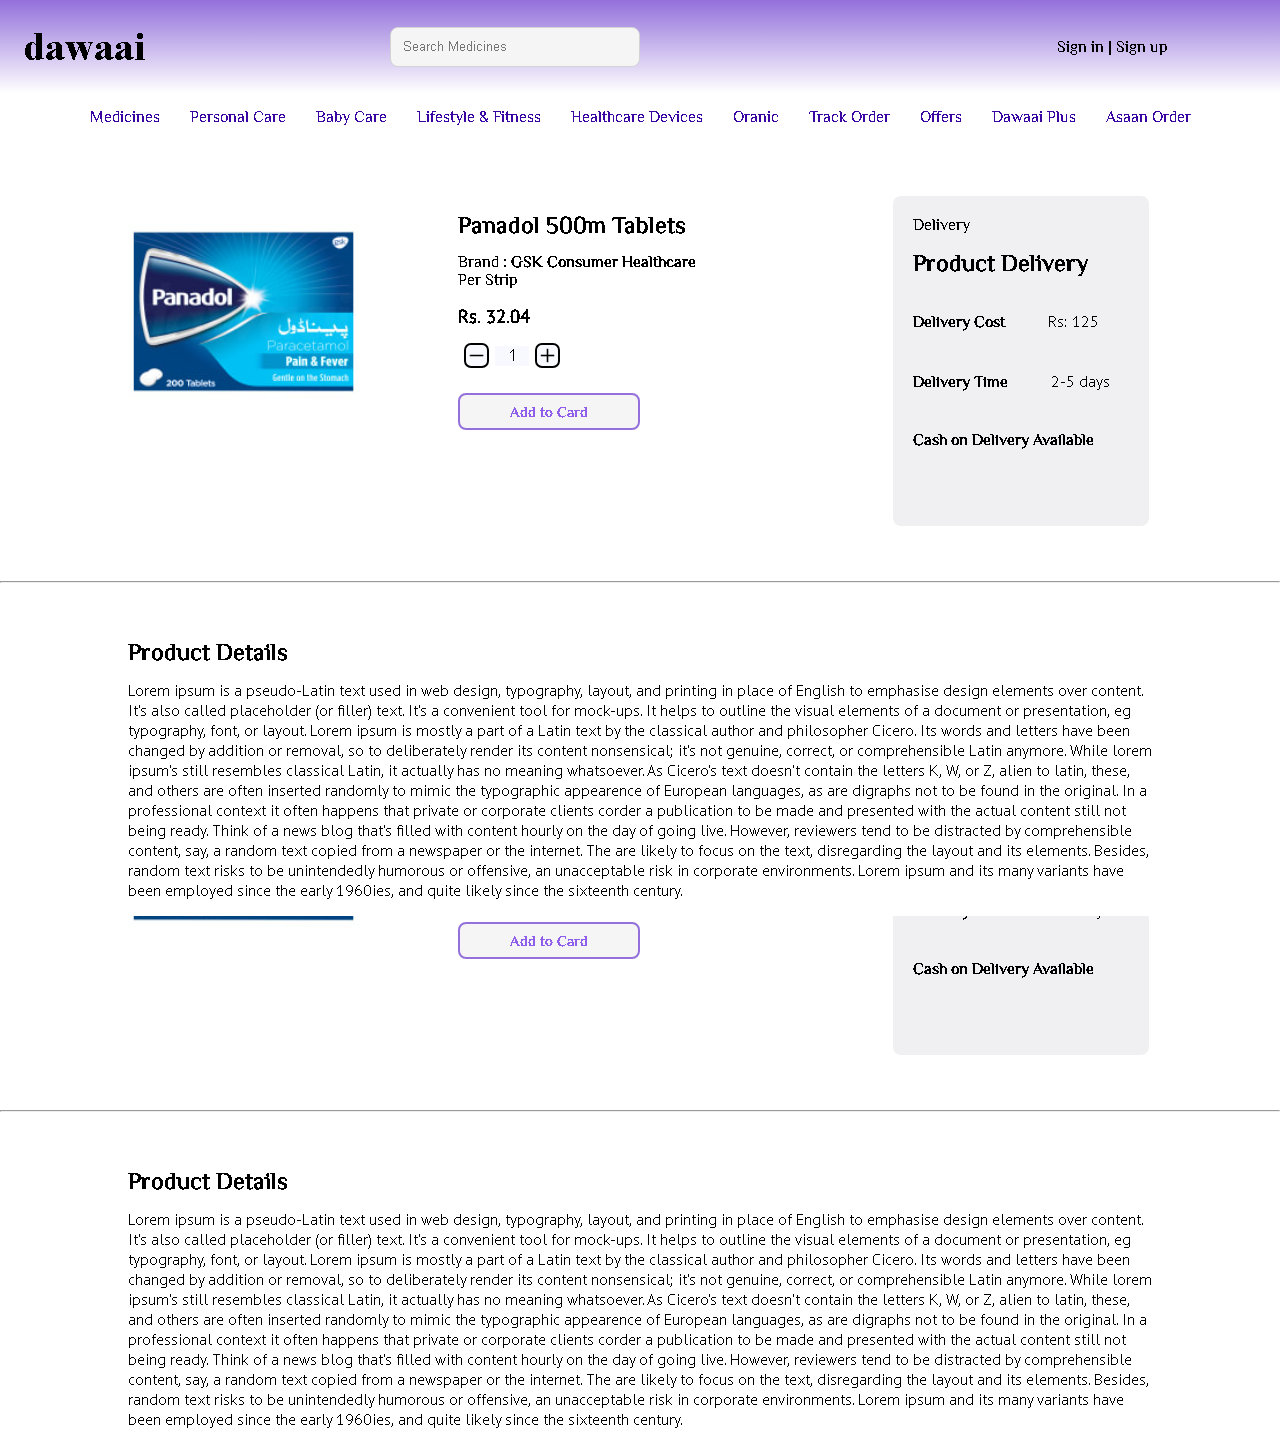 dawaai
Search Medicines
Sign in | Sign up
Medicines Personal Care Baby Care Lifestyle & Fitness Healthcare Devices Oranic Track Order Offers Dawaai Plus Asaan Order
gsk
Panadol
پیناڈول
Paracetamol
Pain & Fever
Gentle on the Stomach
200 Tablets
Panadol 500m Tablets
Brand : GSK Consumer Healthcare
Per Strip
Rs. 32.04
1
Add to Card
Delivery
Product Delivery
Delivery Cost Rs: 125
Delivery Time 2-5 days
Cash on Delivery Available
Product Details
Lorem ipsum is a pseudo-Latin text used in web design, typography, layout, and printing in place of English to emphasise design elements over content.
It's also called placeholder (or filler) text. It's a convenient tool for mock-ups. It helps to outline the visual elements of a document or presentation, eg
typography, font, or layout. Lorem ipsum is mostly a part of a Latin text by the classical author and philosopher Cicero. Its words and letters have been
changed by addition or removal, so to deliberately render its content nonsensical; it's not genuine, correct, or comprehensible Latin anymore. While lorem
ipsum's still resembles classical Latin, it actually has no meaning whatsoever. As Cicero's text doesn't contain the letters K, W, or Z, alien to latin, these,
and others are often inserted randomly to mimic the typographic appearence of European languages, as are digraphs not to be found in the original. In a
professional context it often happens that private or corporate clients corder a publication to be made and presented with the actual content still not
being ready. Think of a news blog that's filled with content hourly on the day of going live. However, reviewers tend to be distracted by comprehensible
content, say, a random text copied from a newspaper or the internet. The are likely to focus on the text, disregarding the layout and its elements. Besides,
random text risks to be unintendedly humorous or offensive, an unacceptable risk in corporate environments. Lorem ipsum and its many variants have
been employed since the early 1960ies, and quite likely since the sixteenth century.
Add to Card
Cash on Delivery Available
Product Details
Lorem ipsum is a pseudo-Latin text used in web design, typography, layout, and printing in place of English to emphasise design elements over content.
It's also called placeholder (or filler) text. It's a convenient tool for mock-ups. It helps to outline the visual elements of a document or presentation, eg
typography, font, or layout. Lorem ipsum is mostly a part of a Latin text by the classical author and philosopher Cicero. Its words and letters have been
changed by addition or removal, so to deliberately render its content nonsensical; it's not genuine, correct, or comprehensible Latin anymore. While lorem
ipsum's still resembles classical Latin, it actually has no meaning whatsoever. As Cicero's text doesn't contain the letters K, W, or Z, alien to latin, these,
and others are often inserted randomly to mimic the typographic appearence of European languages, as are digraphs not to be found in the original. In a
professional context it often happens that private or corporate clients corder a publication to be made and presented with the actual content still not
being ready. Think of a news blog that's filled with content hourly on the day of going live. However, reviewers tend to be distracted by comprehensible
content, say, a random text copied from a newspaper or the internet. The are likely to focus on the text, disregarding the layout and its elements. Besides,
random text risks to be unintendedly humorous or offensive, an unacceptable risk in corporate environments. Lorem ipsum and its many variants have
been employed since the early 1960ies, and quite likely since the sixteenth century.